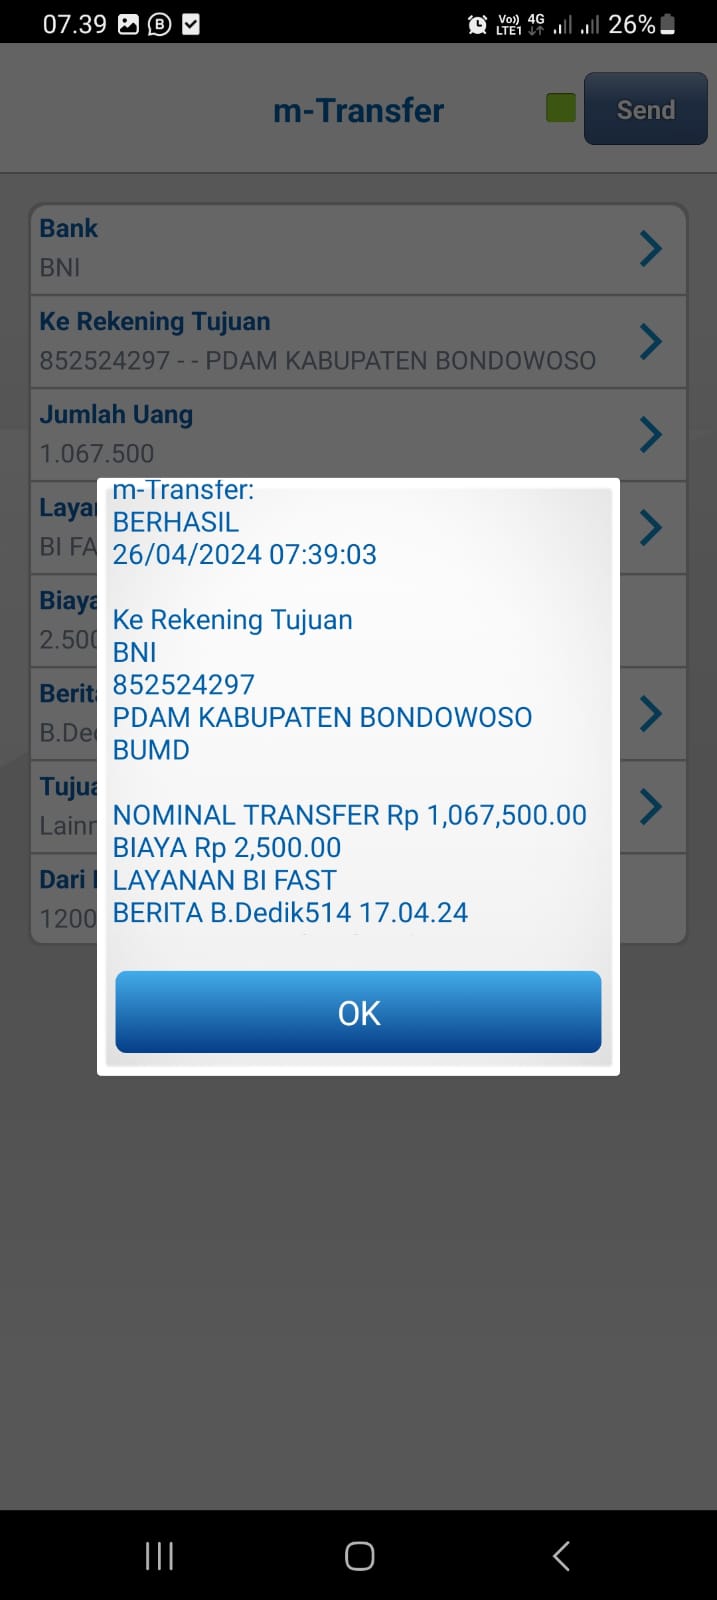 07.39
Vo))
LTE1
4G
26%
m-Transfer
Send
Bank
BNI
Ke Rekening Tujuan
852524297 - - PDAM KABUPATEN BONDOWOSO
Jumlah Uang
1.067.500
Laya
BI FA
Biaya
2.500
Berita
B.De
Tujua
Lainn
Dari
1200
m-Transfer:
BERHASIL
26/04/2024 07:39:03
Ke Rekening Tujuan
BNI
852524297
PDAM KABUPATEN BONDOWOSO
BUMD
NOMINAL TRANSFER Rp 1,067,500.00
BIAYA Rp 2,500.00
LAYANAN BI FAST
BERITA B.Dedik514 17.04.24
OK